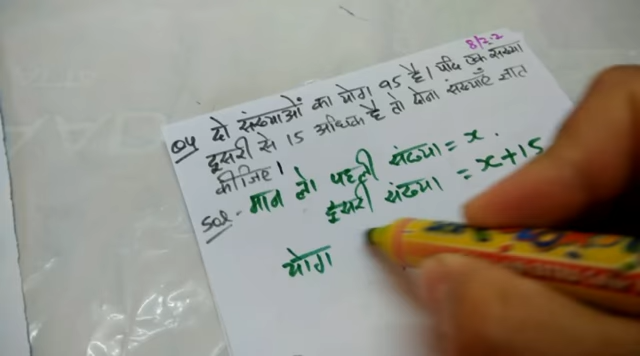 8/2.2
Q4 दो संख्याओं का योग 95 है। यदि एक संख्या
दूसरी से 15 अधिक है तो दोनो संख्याएँ ज्ञात
कीजिए।
Sol- मान लो पहली संख्या = x.
दूसरी संख्या = x+15
योग